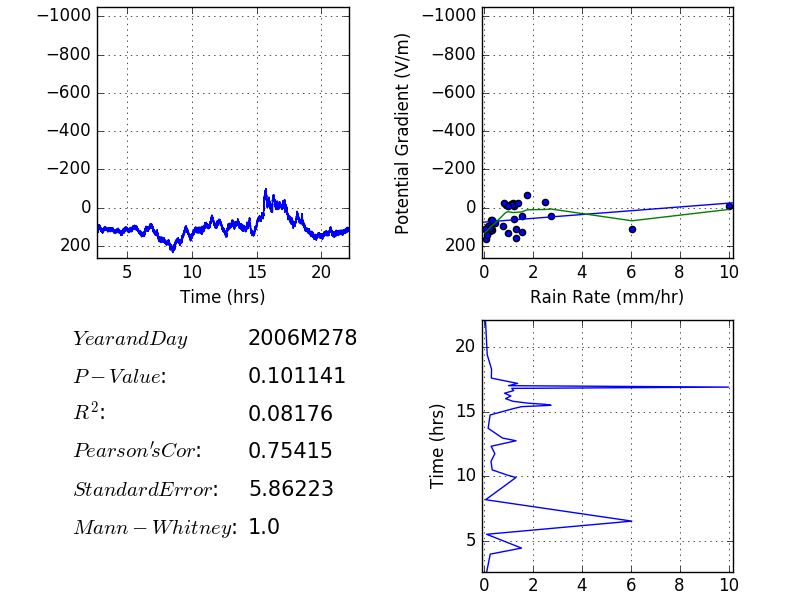 −1000
−800
−600
−400
−200
0
200
5 10 15 20
Time (hrs)
Potential Gradient (V/m)
−1000
−800
−600
−400
−200
0
200
0 2 4 6 8 10
Rain Rate (mm/hr)
YearandDay 2006M278
P−Value: 0.101141
R²: 0.08176
Pearson'sCor: 0.75415
StandardError: 5.86223
Mann−Whitney: 1.0
Time (hrs)
20
15
10
5
0 2 4 6 8 10